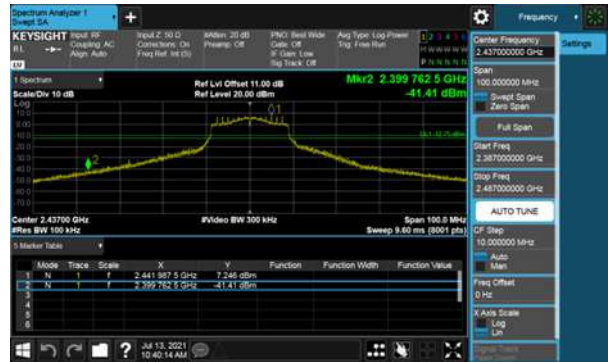 Spectrum Analyzer 1
Swept SA
Frequency
KEYSIGHT
Input: RF
Coupling: AC
Align: Auto
Input Z: 50 Ω
Corrections: On
Freq Ref: Int (S)
#Atten: 20 dB
Preamp: Off
PNO: Best Wide
Gate: Off
IF Gain: Low
Sig Track: Off
Avg Type: Log-Power
Trig: Free Run
Center Frequency
2.437000000 GHz
Settings
Span
100.000000 MHz
Swept Span
Zero Span
Full Span
Start Freq
2.387000000 GHz
Stop Freq
2.487000000 GHz
AUTO TUNE
CF Step
10.000000 MHz
Auto
Man
Freq Offset
0 Hz
X Axis Scale
Log
Lin
1 Spectrum
Scale/Div 10 dB
Ref Lvl Offset 11.00 dB
Ref Level 20.00 dBm
Mkr2 2.399 762 5 GHz
-41.41 dBm
Log
Center 2.43700 GHz
#Res BW 100 kHz
#Video BW 300 kHz
Span 100.0 MHz
Sweep 9.60 ms (8001 pts)
5 Marker Table
Mode Trace Scale X Y Function Function Width Function Value
1 N 1 f 2.441 987 5 GHz 7.246 dBm
2 N 1 f 2.399 762 5 GHz -41.41 dBm
3
4
5
6
Jul 13, 2021
10:40:14 AM